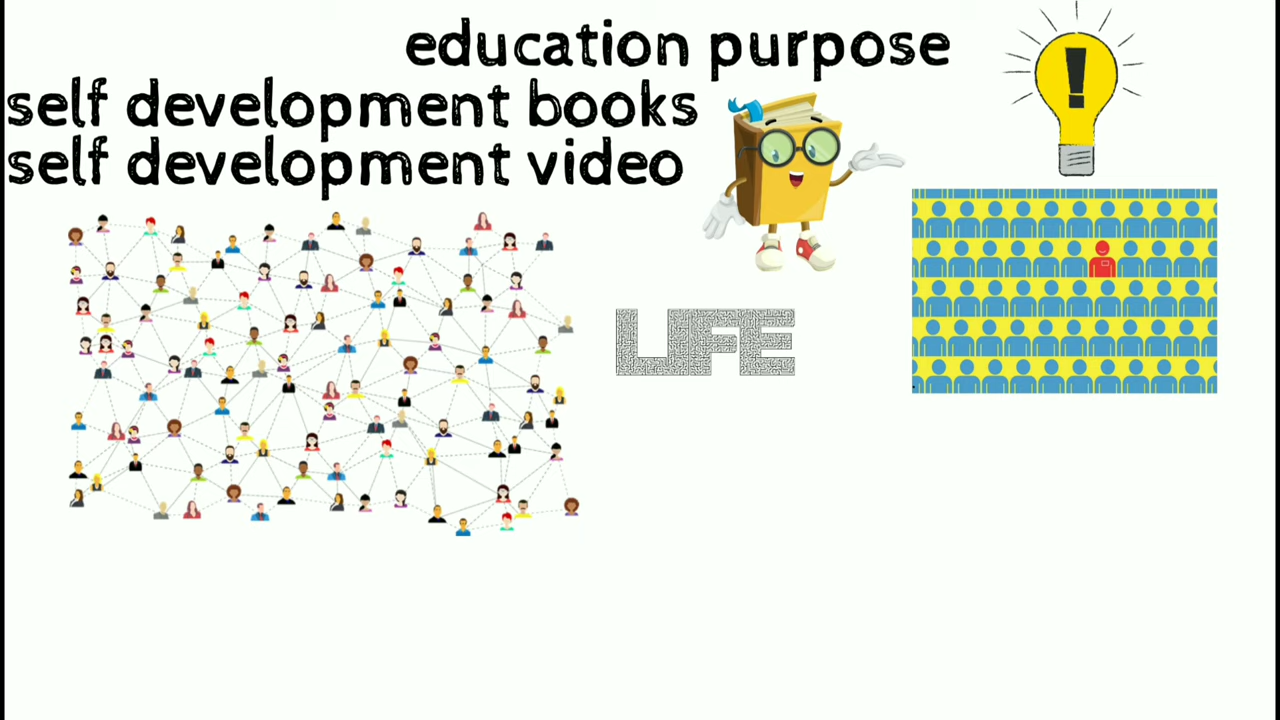 education purpose
self development books
self development video
!
LIFE